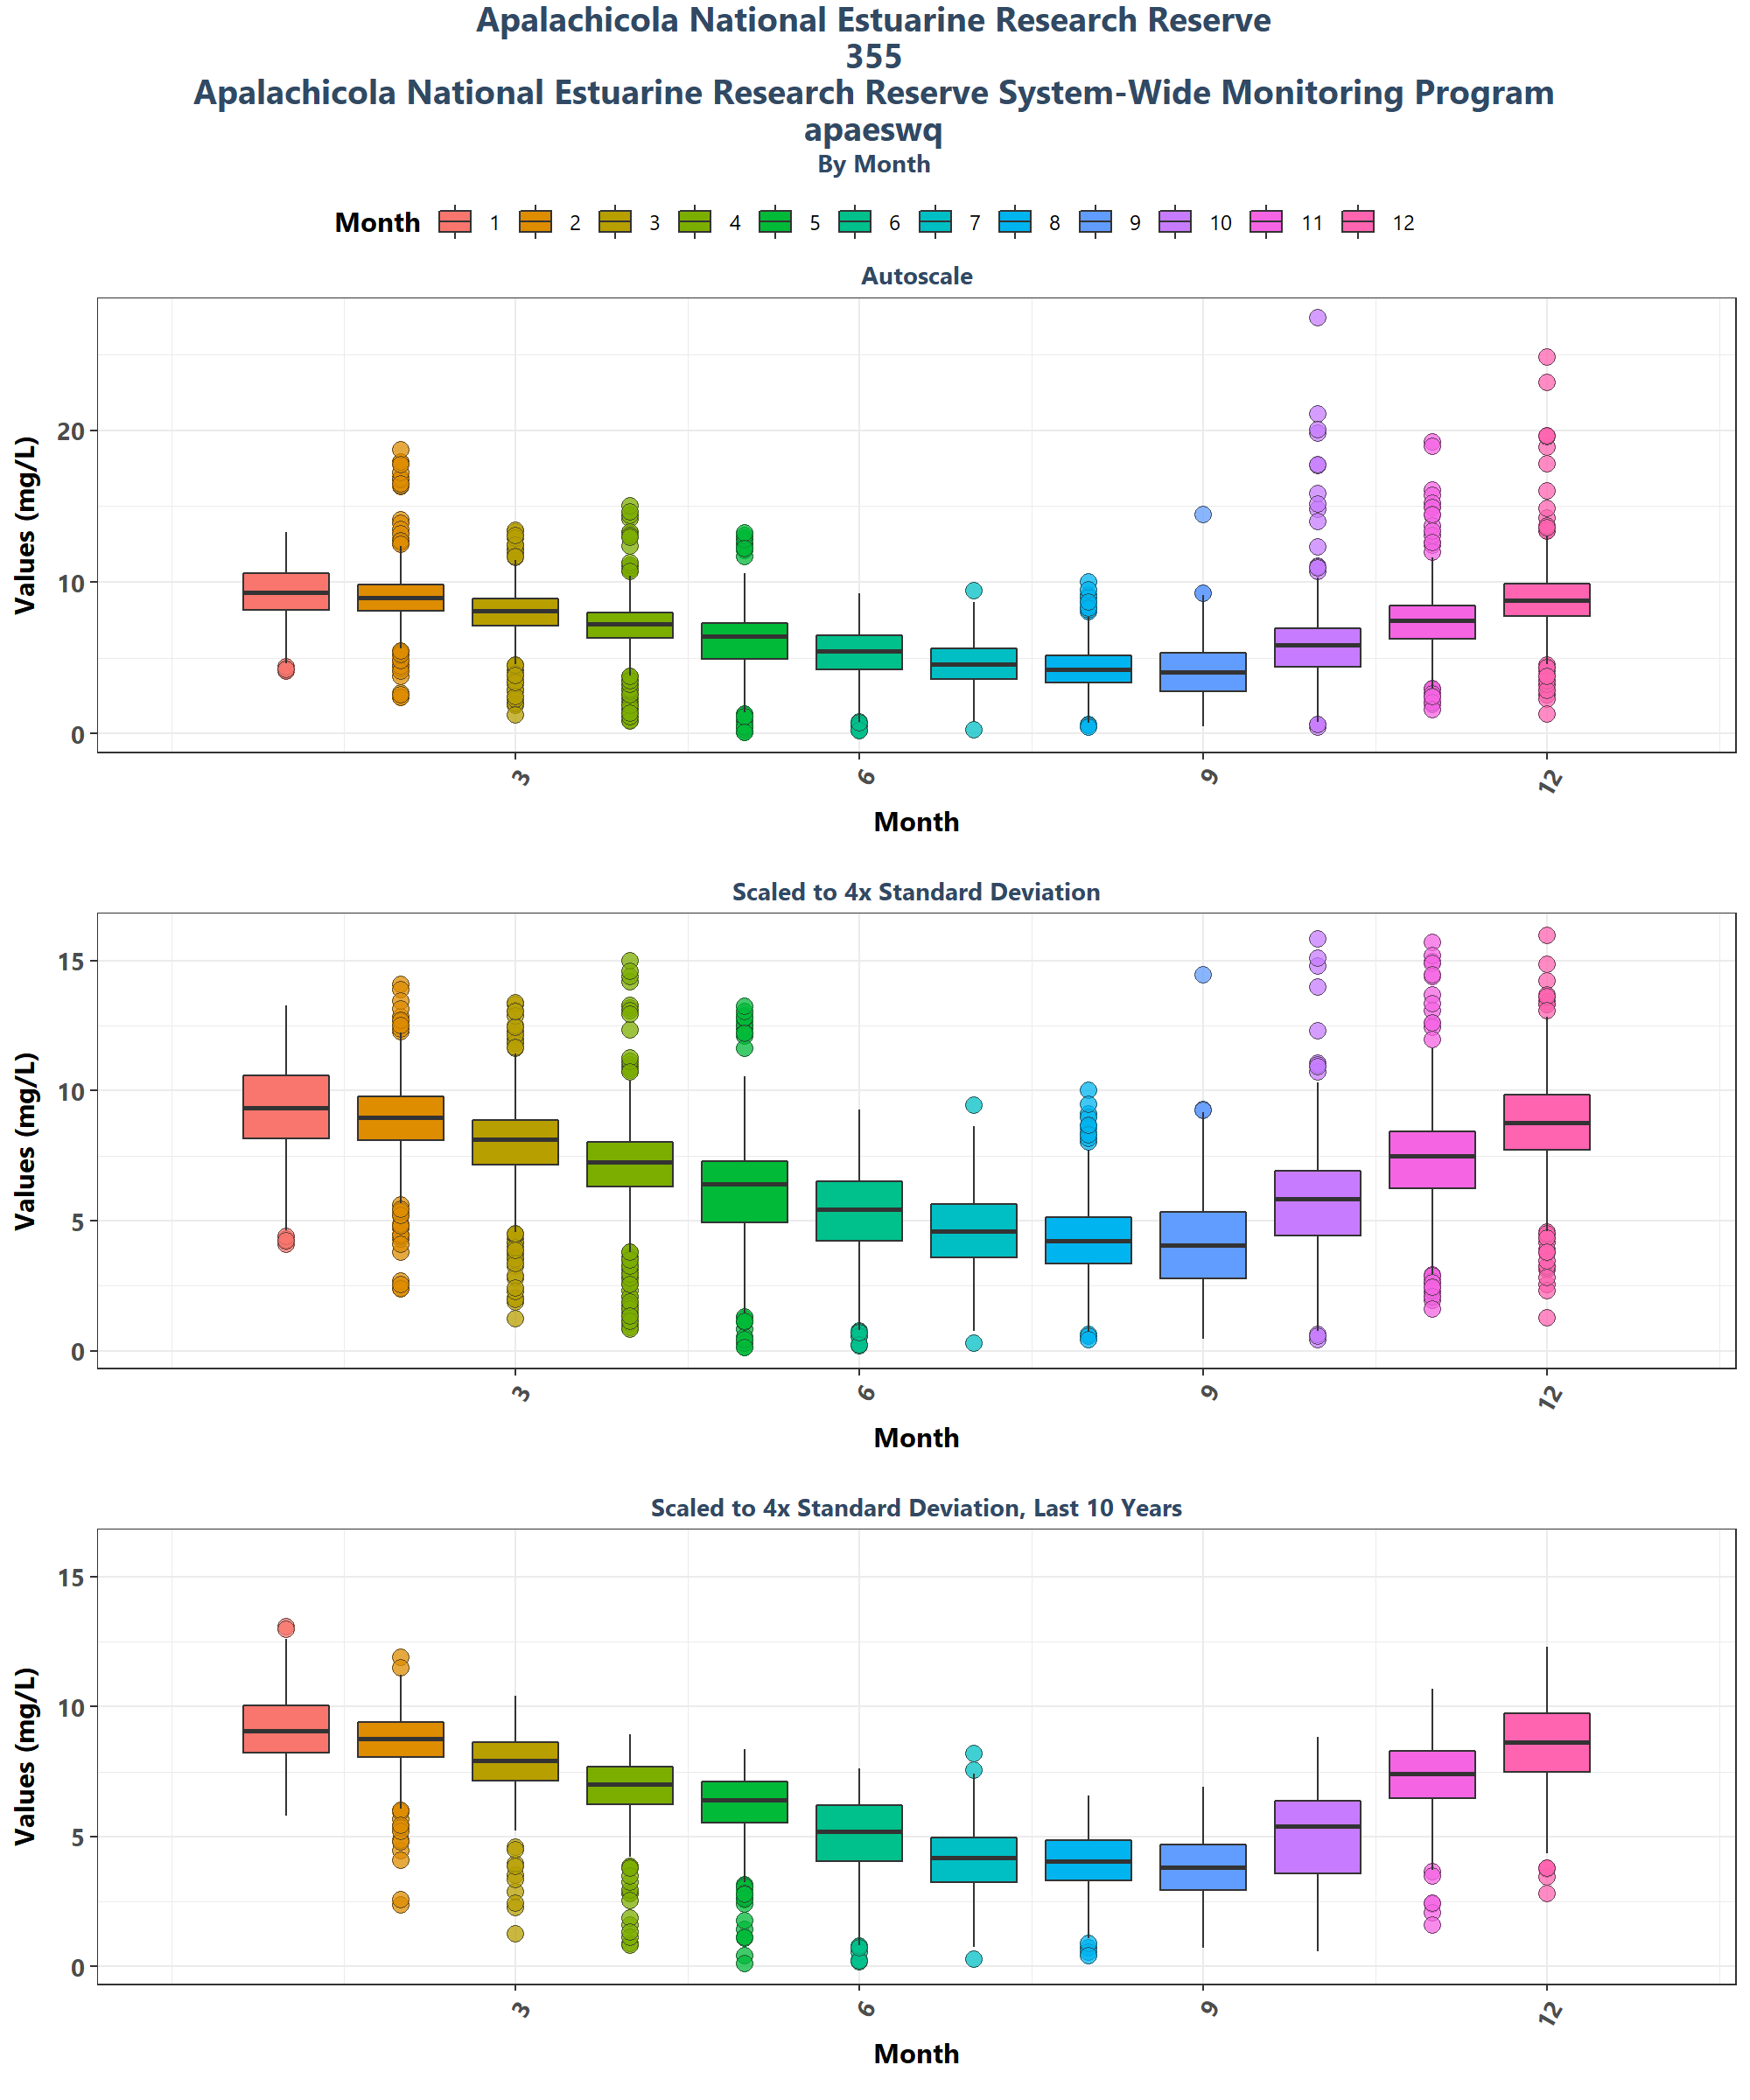 Apalachicola National Estuarine Research Reserve
355
Apalachicola National Estuarine Research Reserve System-Wide Monitoring Program
apaeswq
By Month
Month 1 2 3 4 5 6 7 8 9 10 11 12
Autoscale
Values (mg/L)
20
10
0
3 6 9 12
Month
Scaled to 4x Standard Deviation
Values (mg/L)
15
10
5
0
3 6 9 12
Month
Scaled to 4x Standard Deviation, Last 10 Years
Values (mg/L)
15
10
5
0
3 6 9 12
Month